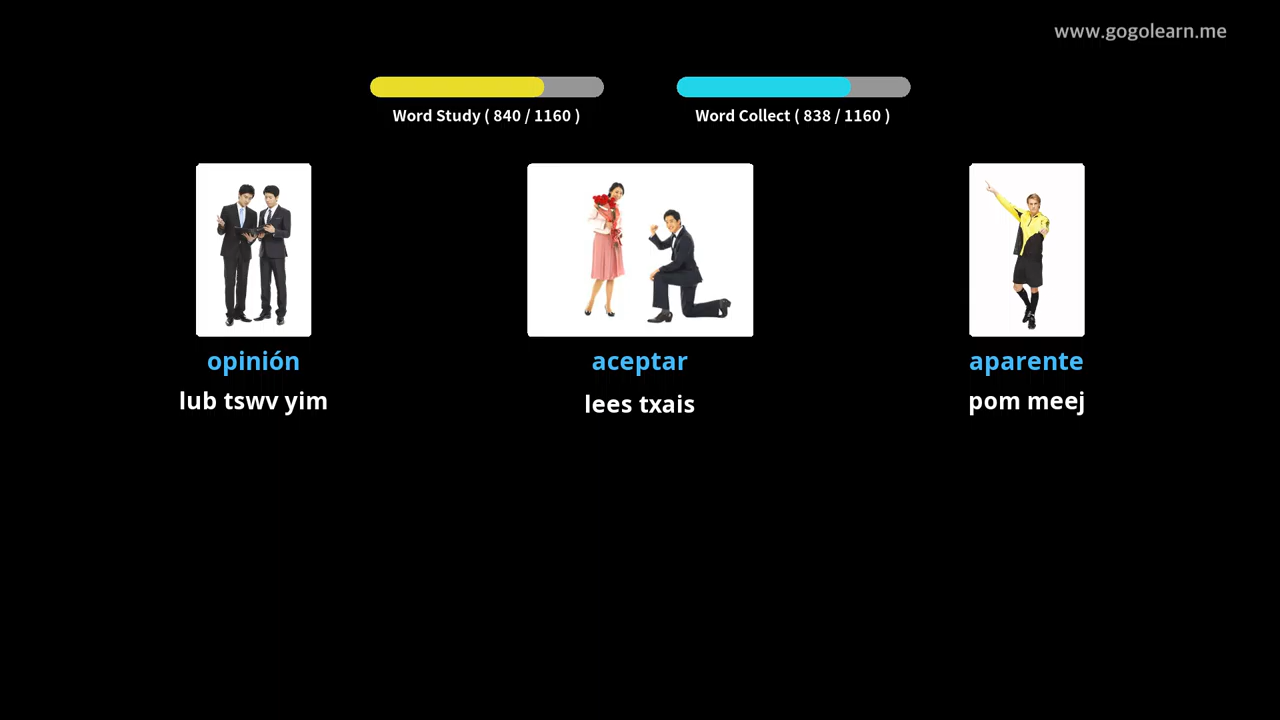 www.gogolearn.me
Word Study ( 840 / 1160 )
Word Collect ( 838 / 1160 )
opinión
aceptar
aparente
lub tswv yim
lees txais
pom meej